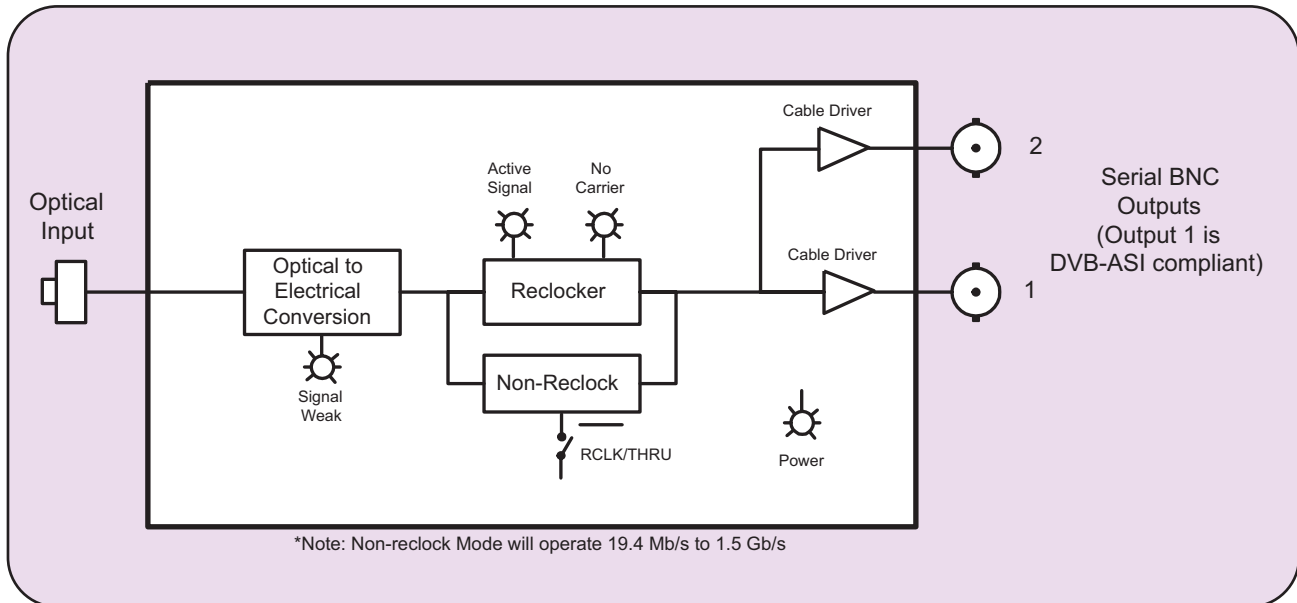 Optical
Input
Optical to
Electrical
Conversion
Signal
Weak
Active
Signal
No
Carrier
Reclocker
Non-Reclock
RCLK/THRU
Cable Driver
Cable Driver
Power
2
1
Serial BNC
Outputs
(Output 1 is
DVB-ASI compliant)
*Note: Non-reclock Mode will operate 19.4 Mb/s to 1.5 Gb/s